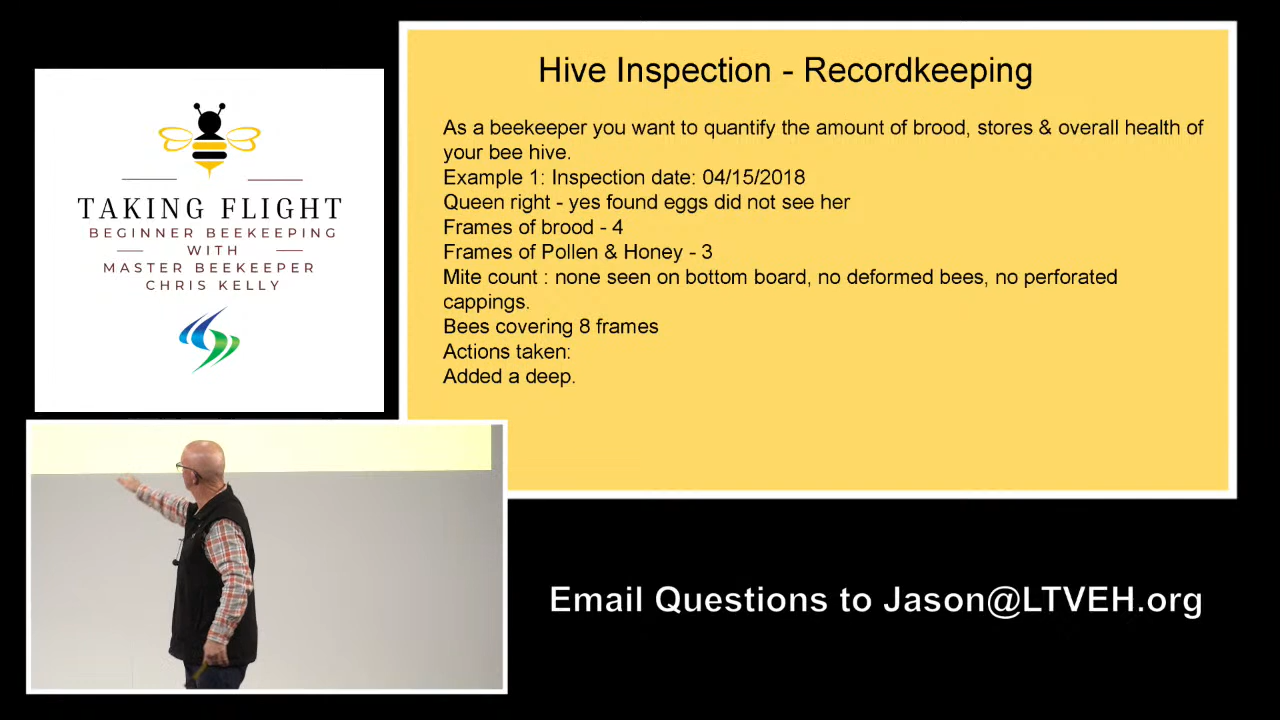 Hive Inspection - Recordkeeping
As a beekeeper you want to quantify the amount of brood, stores & overall health of
your bee hive.
Example 1: Inspection date: 04/15/2018
Queen right - yes found eggs did not see her
Frames of brood - 4
Frames of Pollen & Honey - 3
Mite count : none seen on bottom board, no deformed bees, no perforated
cappings.
Bees covering 8 frames
Actions taken:
Added a deep.
TAKING FLIGHT
BEGINNER BEEKEEPING
WITH
MASTER BEEKEEPER
CHRIS KELLY
Email Questions to Jason@LTVEH.org